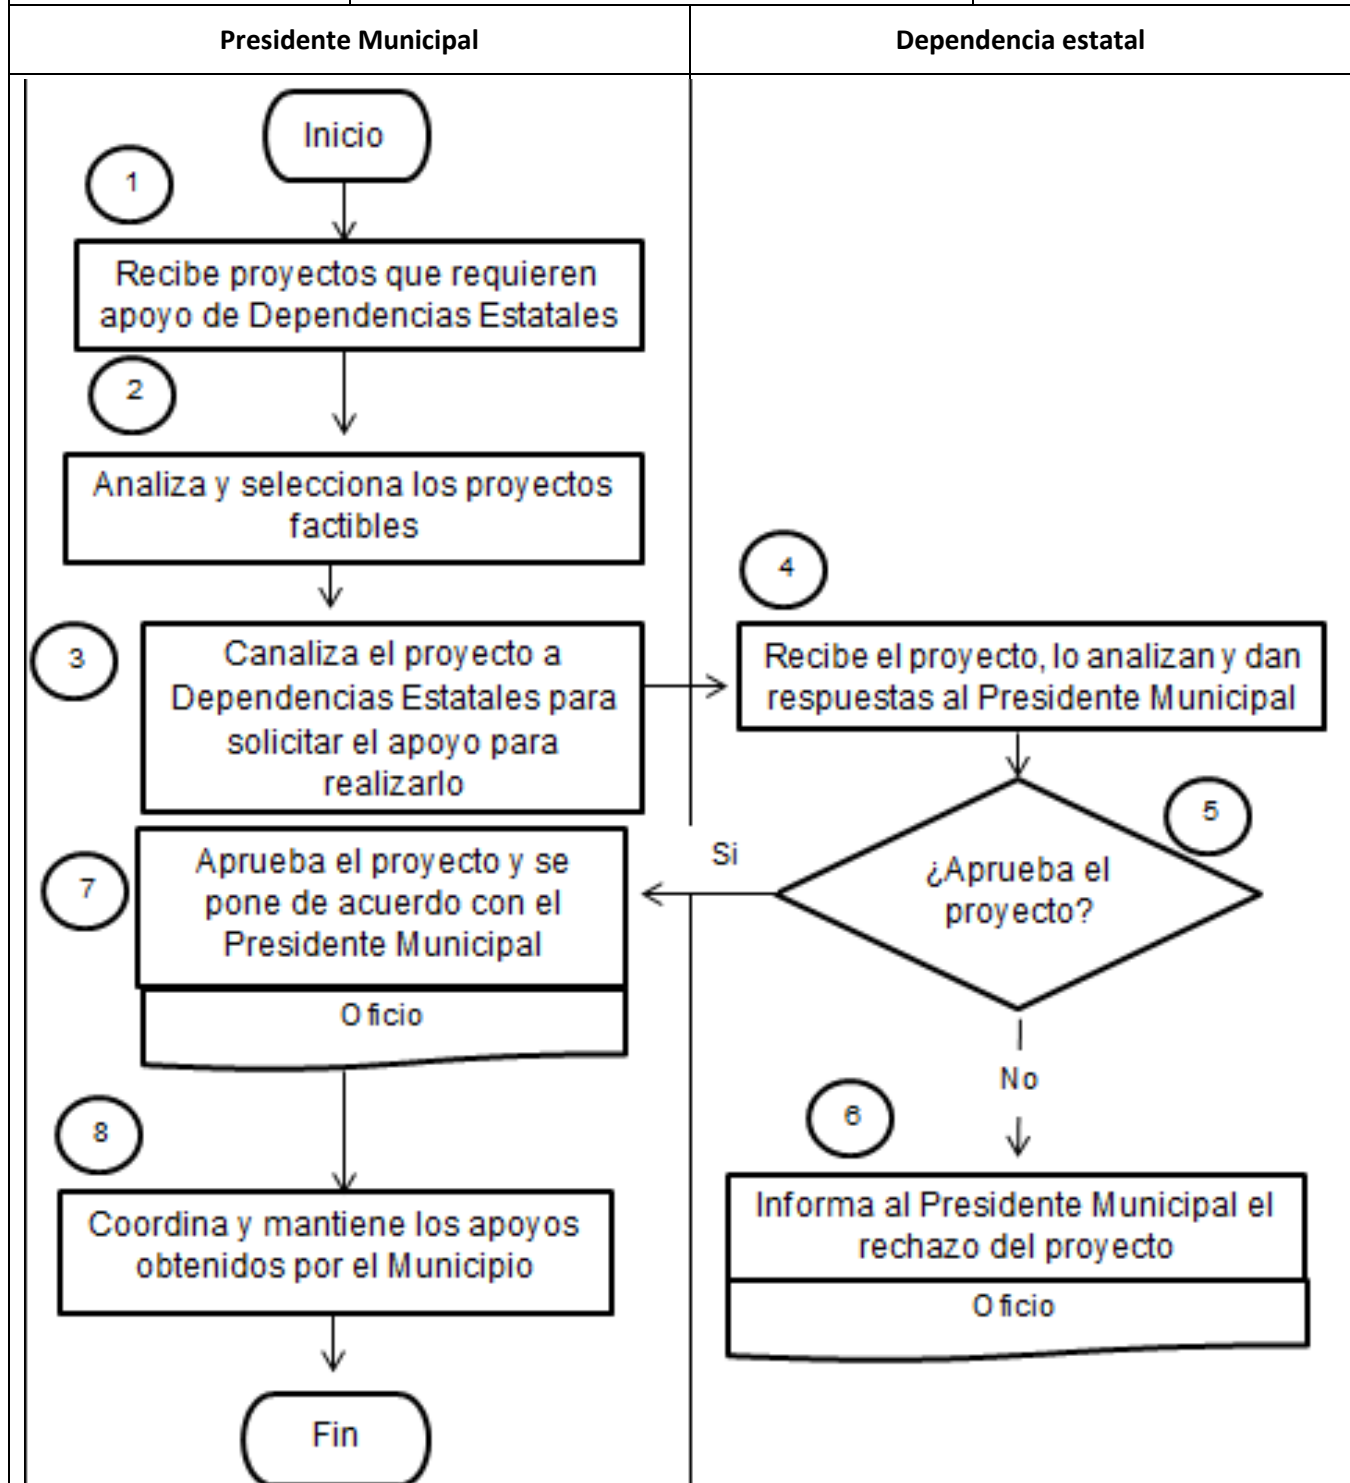 Presidente Municipal
Dependencia estatal
Inicio
1
Recibe proyectos que requieren
apoyo de Dependencias Estatales
2
Analiza y selecciona los proyectos
factibles
3
Canaliza el proyecto a
Dependencias Estatales para
solicitar el apoyo para
realizarlo
4
Recibe el proyecto, lo analizan y dan
respuestas al Presidente Municipal
5
¿Aprueba el
proyecto?
Si
No
6
Informa al Presidente Municipal el
rechazo del proyecto
Oficio
7
Aprueba el proyecto y se
pone de acuerdo con el
Presidente Municipal
Oficio
8
Coordina y mantiene los apoyos
obtenidos por el Municipio
Fin